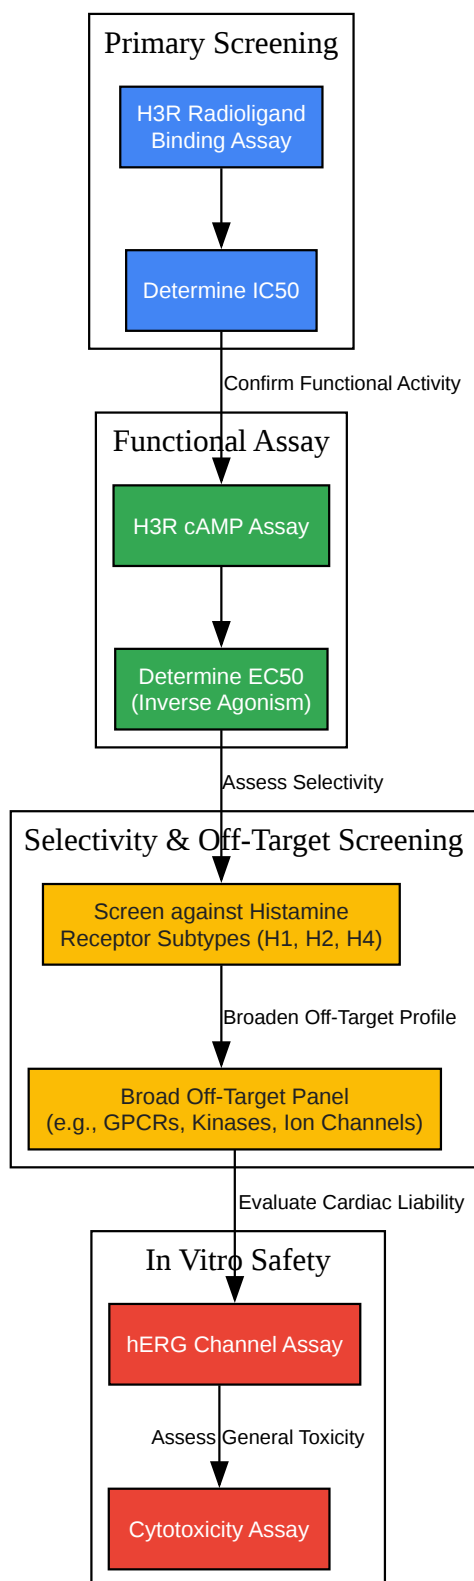 Primary Screening
H3R Radioligand
Binding Assay
Determine IC50
Confirm Functional Activity
Functional Assay
H3R cAMP Assay
Determine EC50
(Inverse Agonism)
Assess Selectivity
Selectivity & Off-Target Screening
Screen against Histamine
Receptor Subtypes (H1, H2, H4)
Broaden Off-Target Profile
Broad Off-Target Panel
(e.g., GPCRs, Kinases, Ion Channels)
Evaluate Cardiac Liability
In Vitro Safety
hERG Channel Assay
Assess General Toxicity
Cytotoxicity Assay